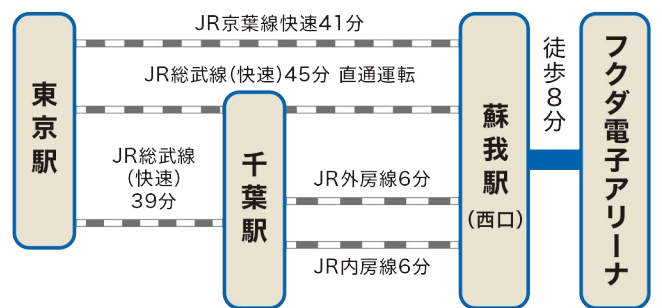 JR京葉線快速41分
JR総武線(快速)45分 直通運転
東京駅
JR総武線
(快速)
39分
千葉駅
JR外房線6分
JR内房線6分
蘇我駅
(西口)
徒歩8分
フクダ電子アリーナ